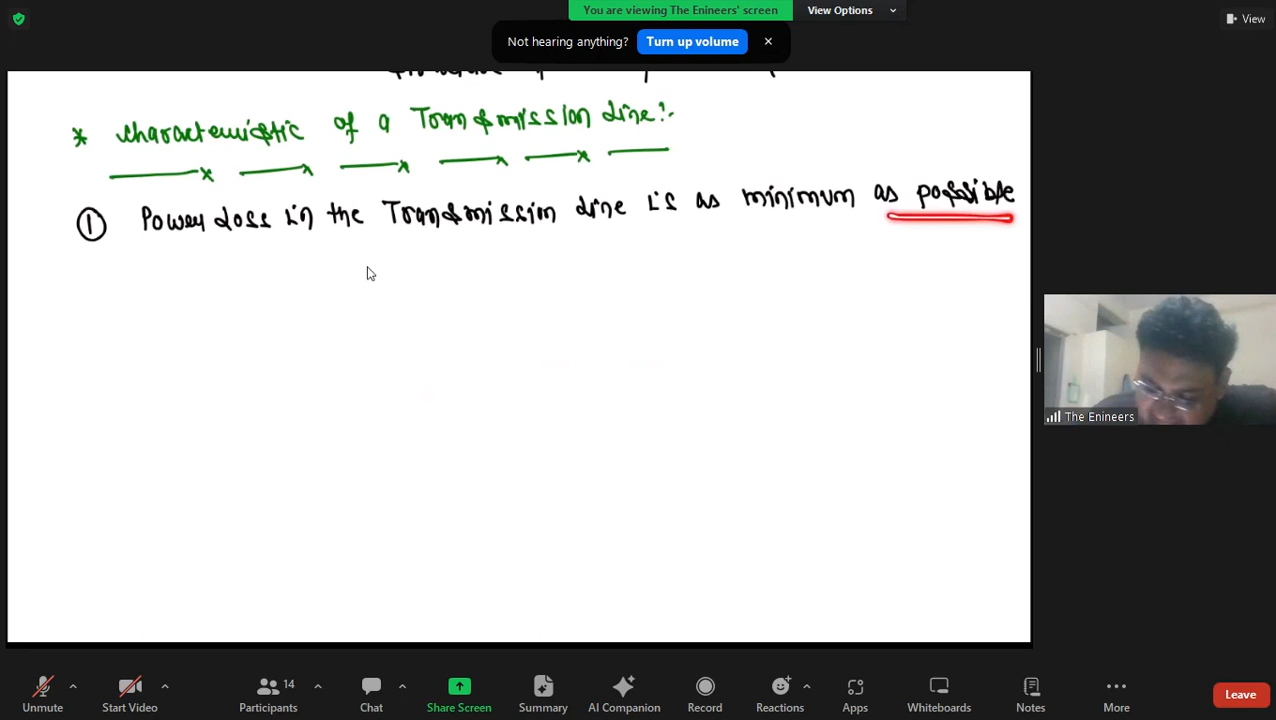 You are viewing The Enineers' screen
View Options
View
Not hearing anything?
Turn up volume
* characteristic of a Transmission Line:-
① Power Loss in the Transmission Line is as minimum as possible
The Enineers
Unmute
Start Video
14
Participants
Chat
Share Screen
Summary
AI Companion
Record
Reactions
Apps
Whiteboards
Notes
More
Leave